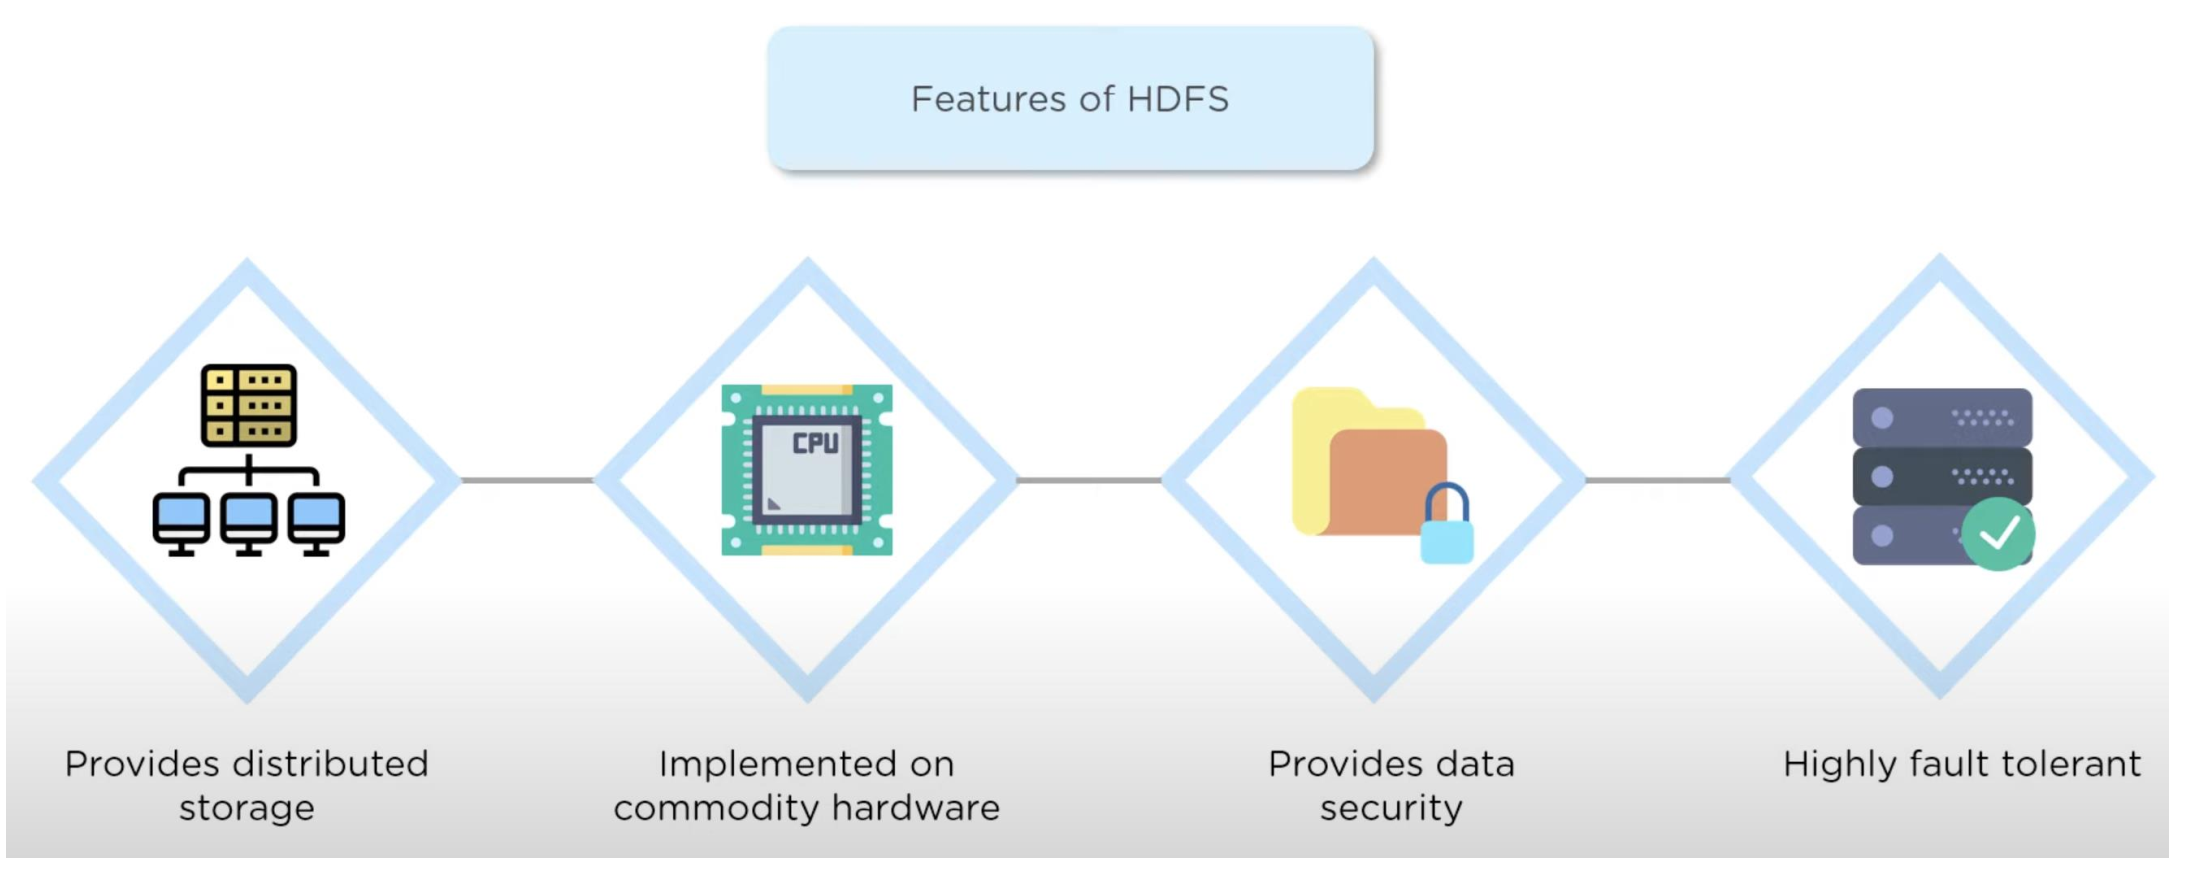 Features of HDFS
CPU
Provides distributed
storage
Implemented on
commodity hardware
Provides data
security
Highly fault tolerant